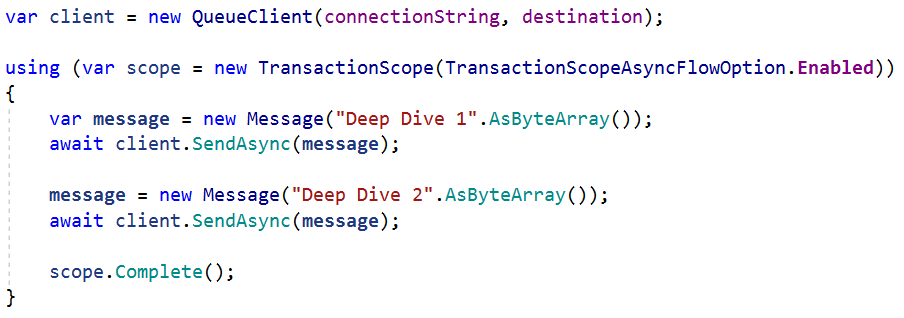 var client = new QueueClient(connectionString, destination);
using (var scope = new TransactionScope(TransactionScopeAsyncFlowOption.Enabled))
{
    var message = new Message("Deep Dive 1".AsByteArray());
    await client.SendAsync(message);
    message = new Message("Deep Dive 2".AsByteArray());
    await client.SendAsync(message);
    scope.Complete();
}